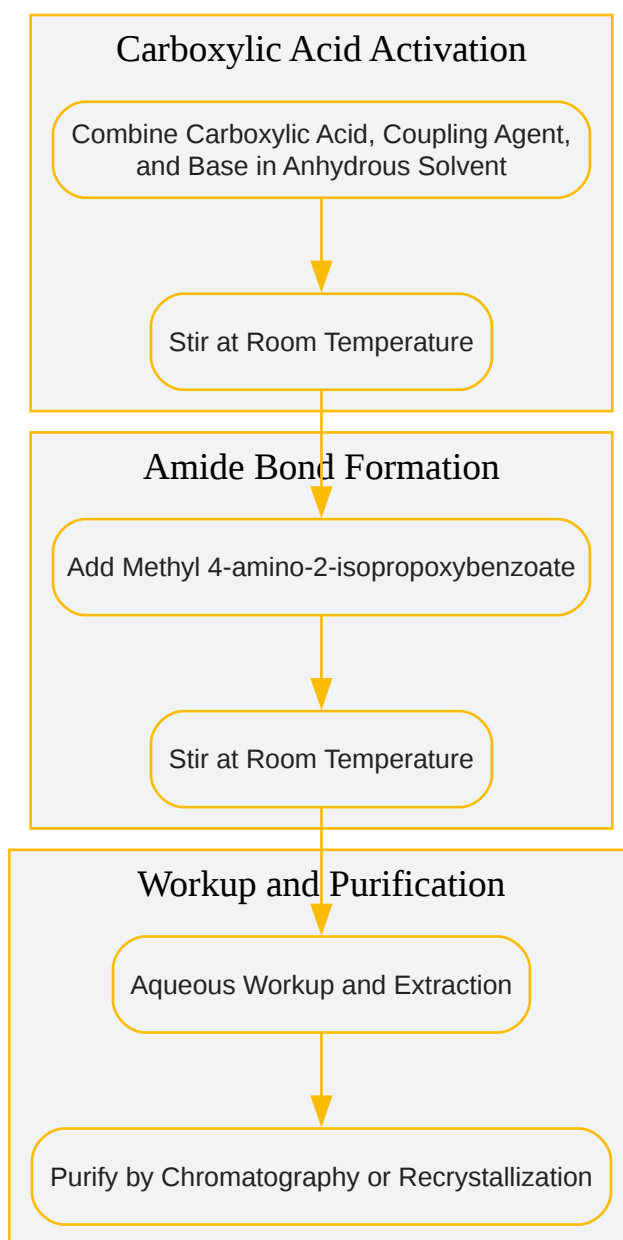 Carboxylic Acid Activation
Combine Carboxylic Acid, Coupling Agent,
and Base in Anhydrous Solvent
Stir at Room Temperature
Amide Bond Formation
Add Methyl 4-amino-2-isopropoxybenzoate
Stir at Room Temperature
Workup and Purification
Aqueous Workup and Extraction
Purify by Chromatography or Recrystallization